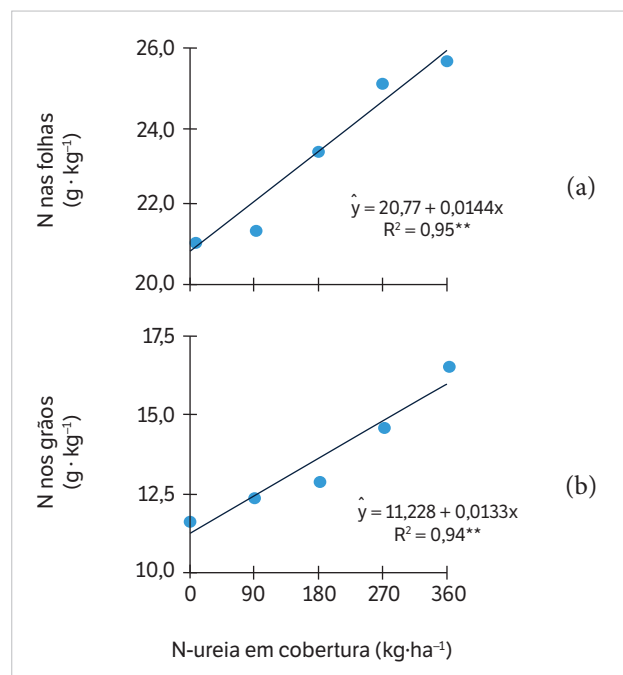 26,0
24,0
22,0
20,0
N nas folhas
(g · kg⁻¹)
ŷ = 20,77 + 0,0144x
R² = 0,95**
(a)
17,5
15,0
12,5
10,0
N nos grãos
(g · kg⁻¹)
ŷ = 11,228 + 0,0133x
R² = 0,94**
(b)
0 90 180 270 360
N-ureia em cobertura (kg·ha⁻¹)